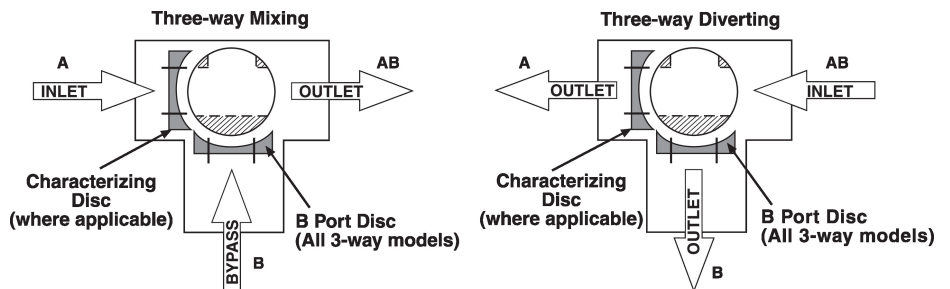 Three-way Mixing
A
AB
INLET
OUTLET
Characterizing
Disc
(where applicable)
B Port Disc
(All 3-way models)
BYPASS
B
Three-way Diverting
A
AB
OUTLET
INLET
Characterizing
Disc
(where applicable)
B Port Disc
(All 3-way models)
OUTLET
B